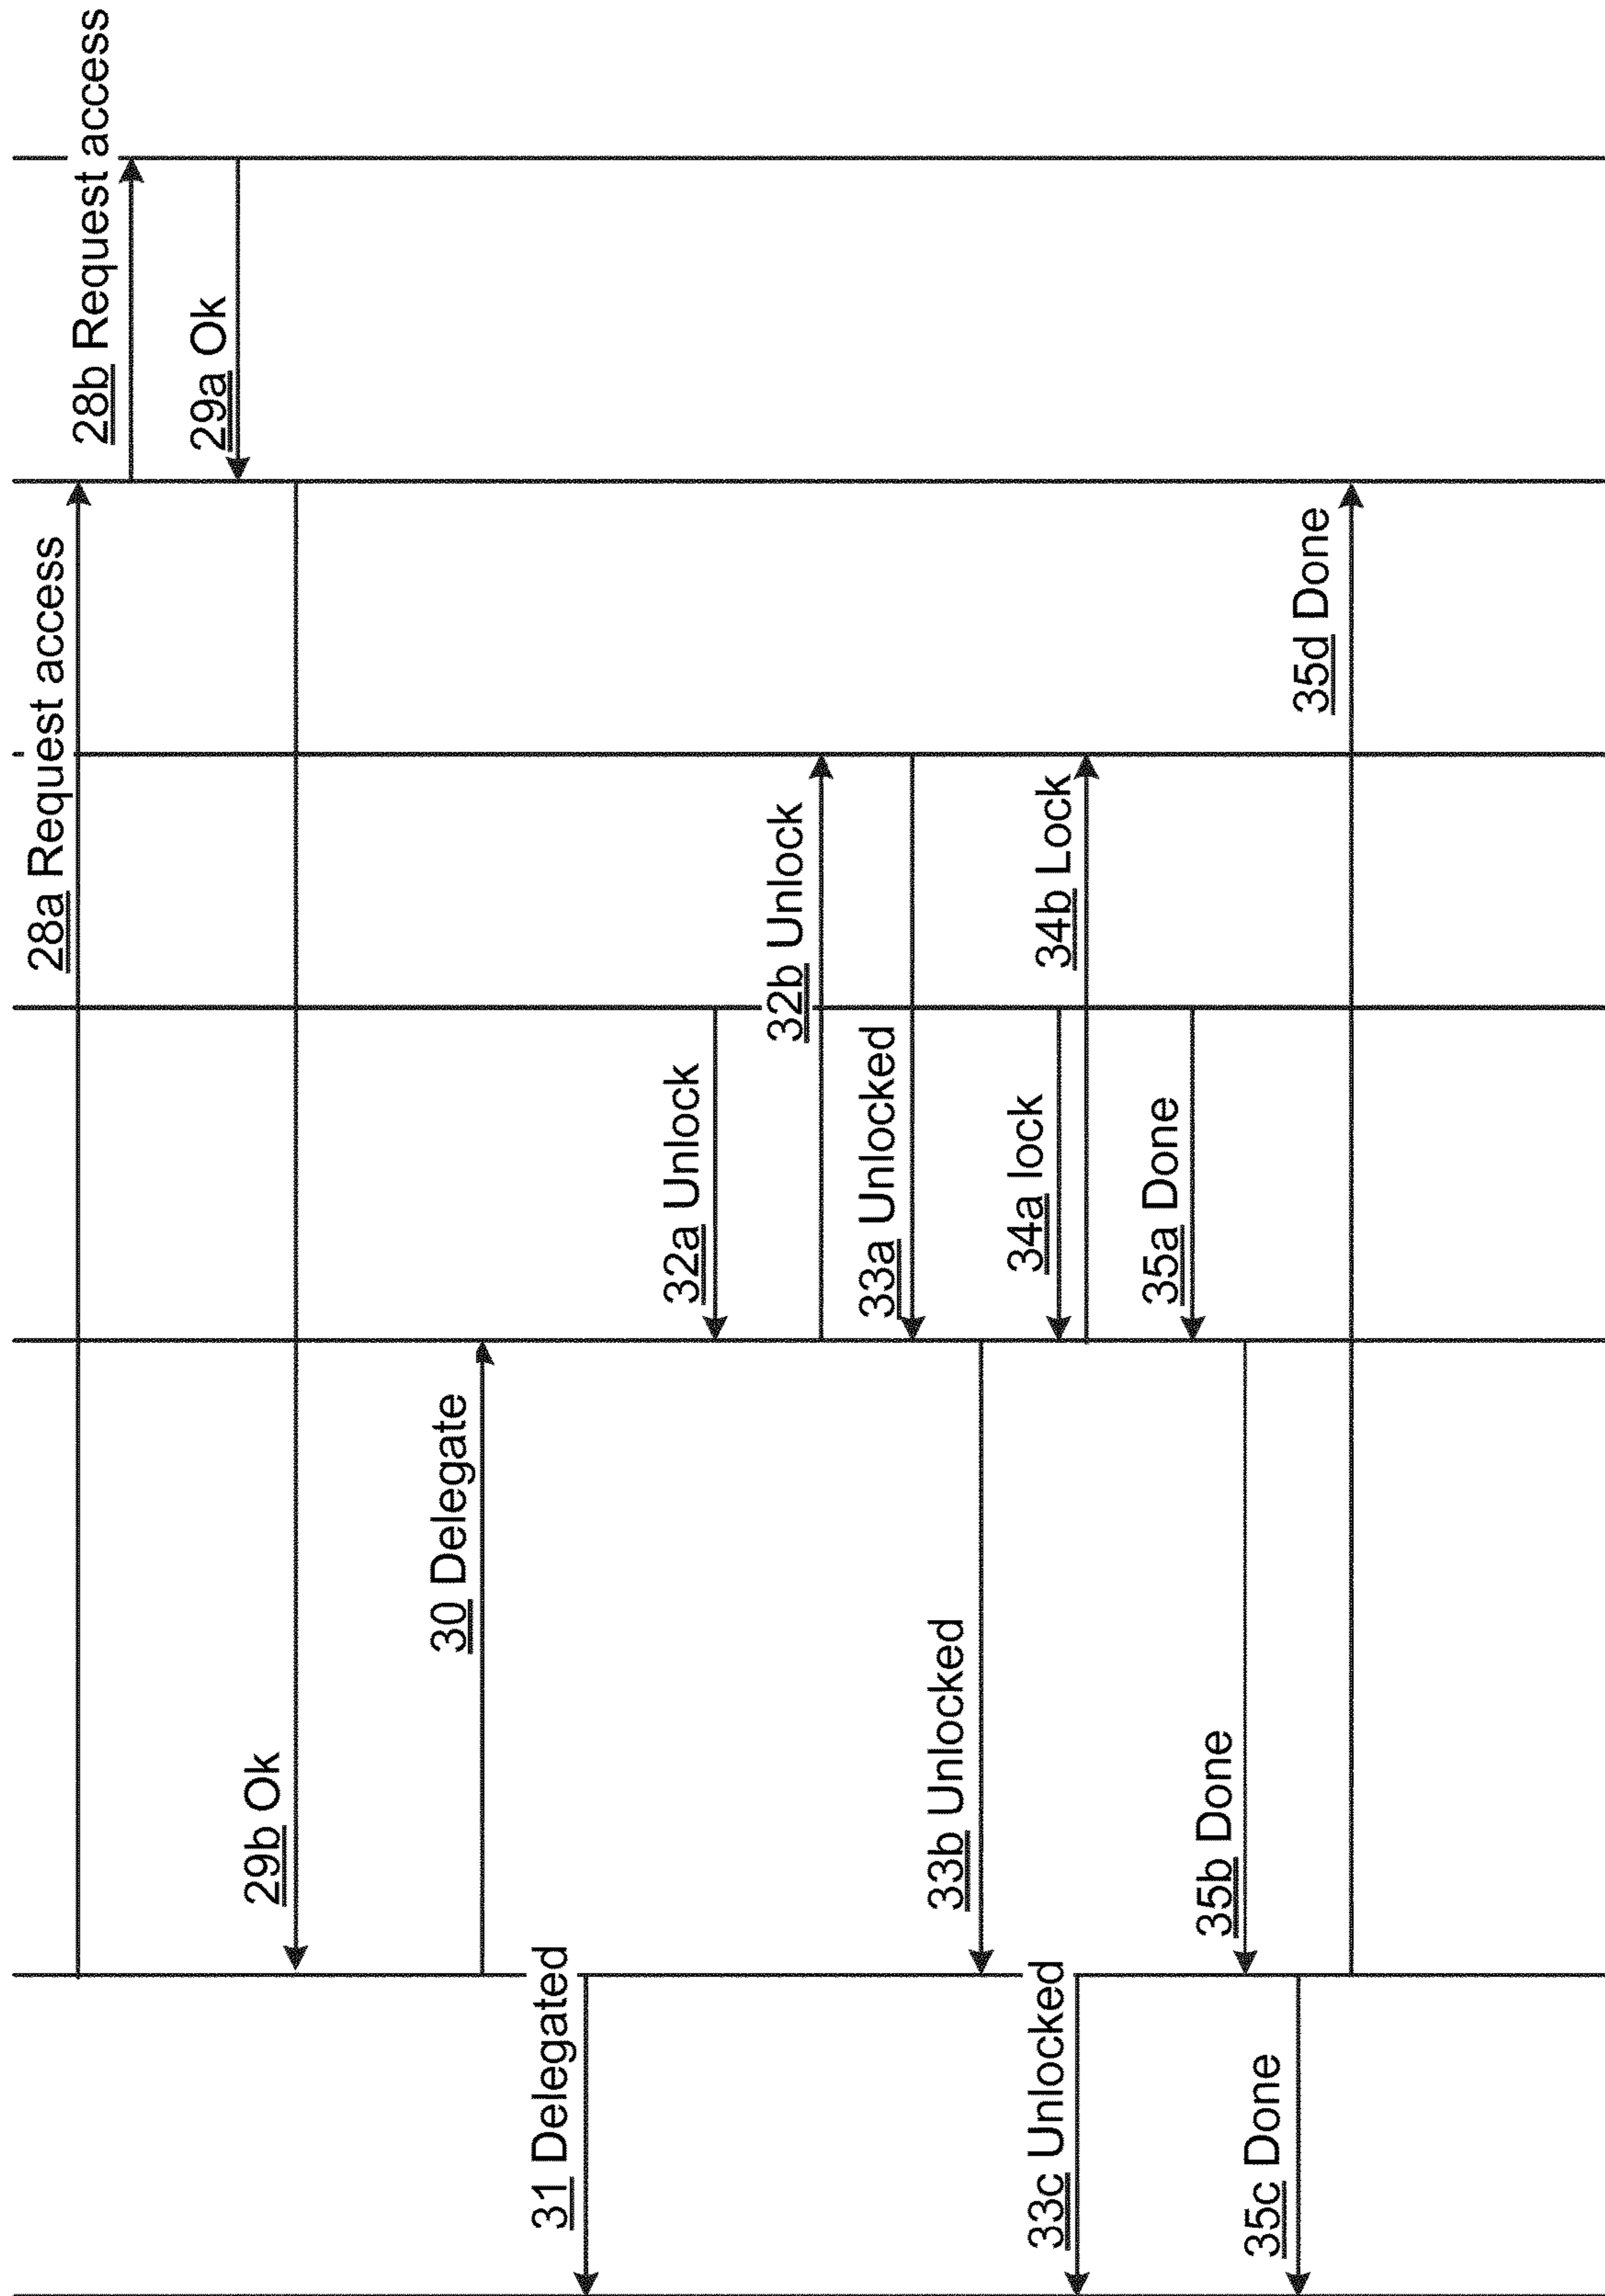 28a Request access
28b Request access
29a Ok
29b Ok
30 Delegate
31 Delegated
32a Unlock
32b Unlock
33a Unlocked
33b Unlocked
34a lock
33c Unlocked
34b Lock
35a Done
35b Done
35c Done
35d Done